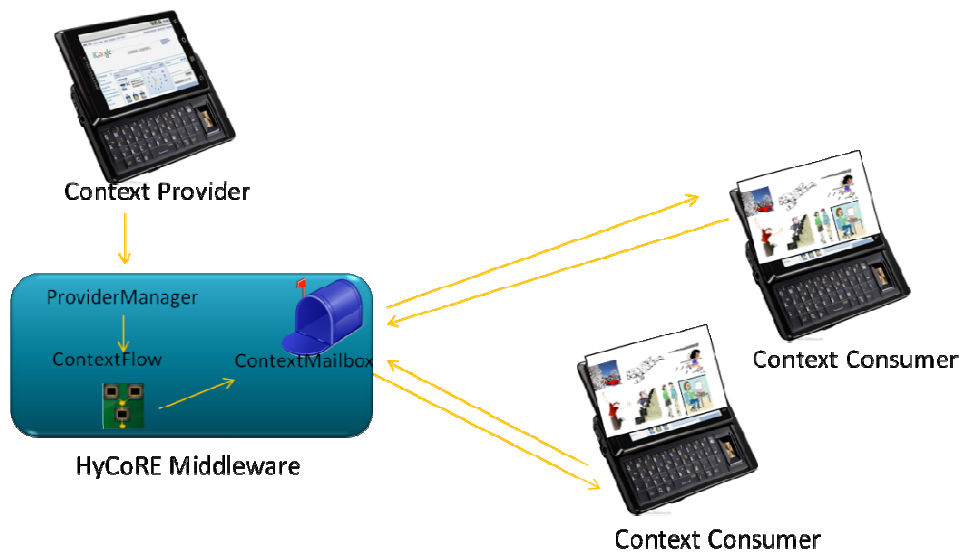 Context Provider
ProviderManager
ContextFlow
ContextMailbox
HyCoRE Middleware
Context Consumer
Context Consumer